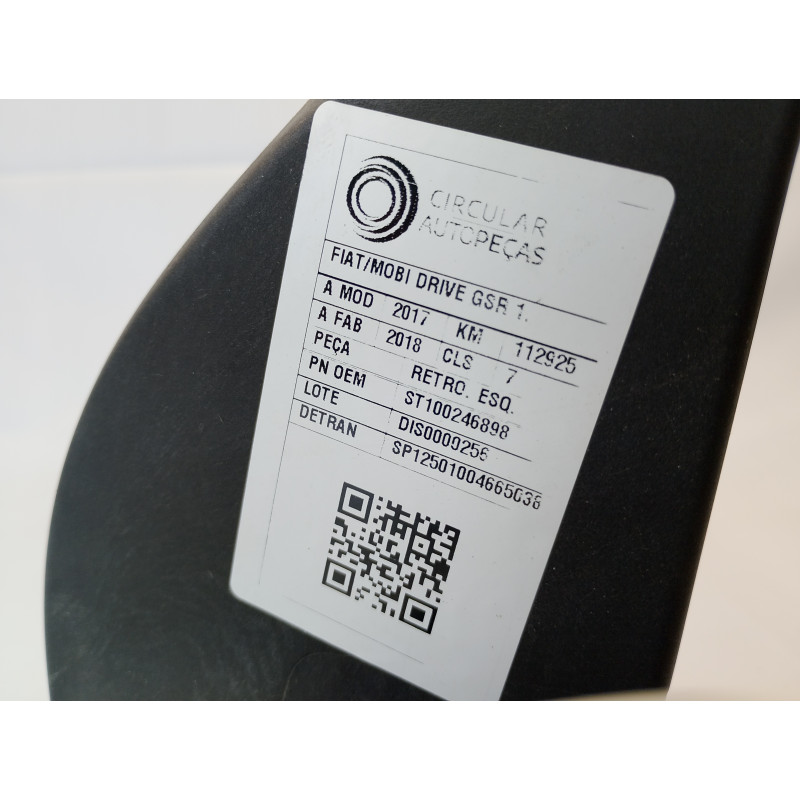 CIRCULAR
AUTOPEÇAS
FIAT/MOBI DRIVE GSR 1.
A MOD 2017 KM 112925
A FAB 2018 CLS 7
PEÇA RETRO. ESQ.
PN OEM ST100246898
LOTE DIS0000256
DETRAN SP12501004665038